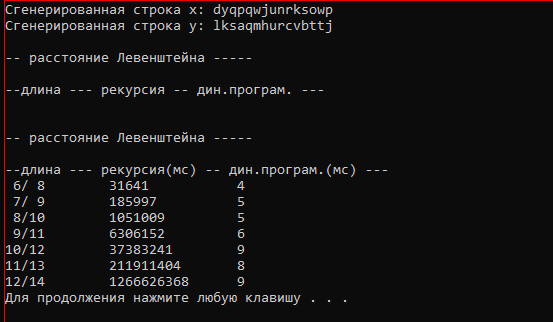 Сгенерированная строка x: dyqpqwjunrksowp
Сгенерированная строка y: lksaqmhurcvbttj
-- расстояние Левенштейна -----
--длина --- рекурсия -- дин.програм. ---
-- расстояние Левенштейна -----
--длина --- рекурсия(мс) -- дин.програм.(мс) ---
6/ 8 31641 4
7/ 9 185997 5
8/10 1051009 5
9/11 6306152 6
10/12 37383241 9
11/13 211911404 8
12/14 1266626368 9
Для продолжения нажмите любую клавишу . . .